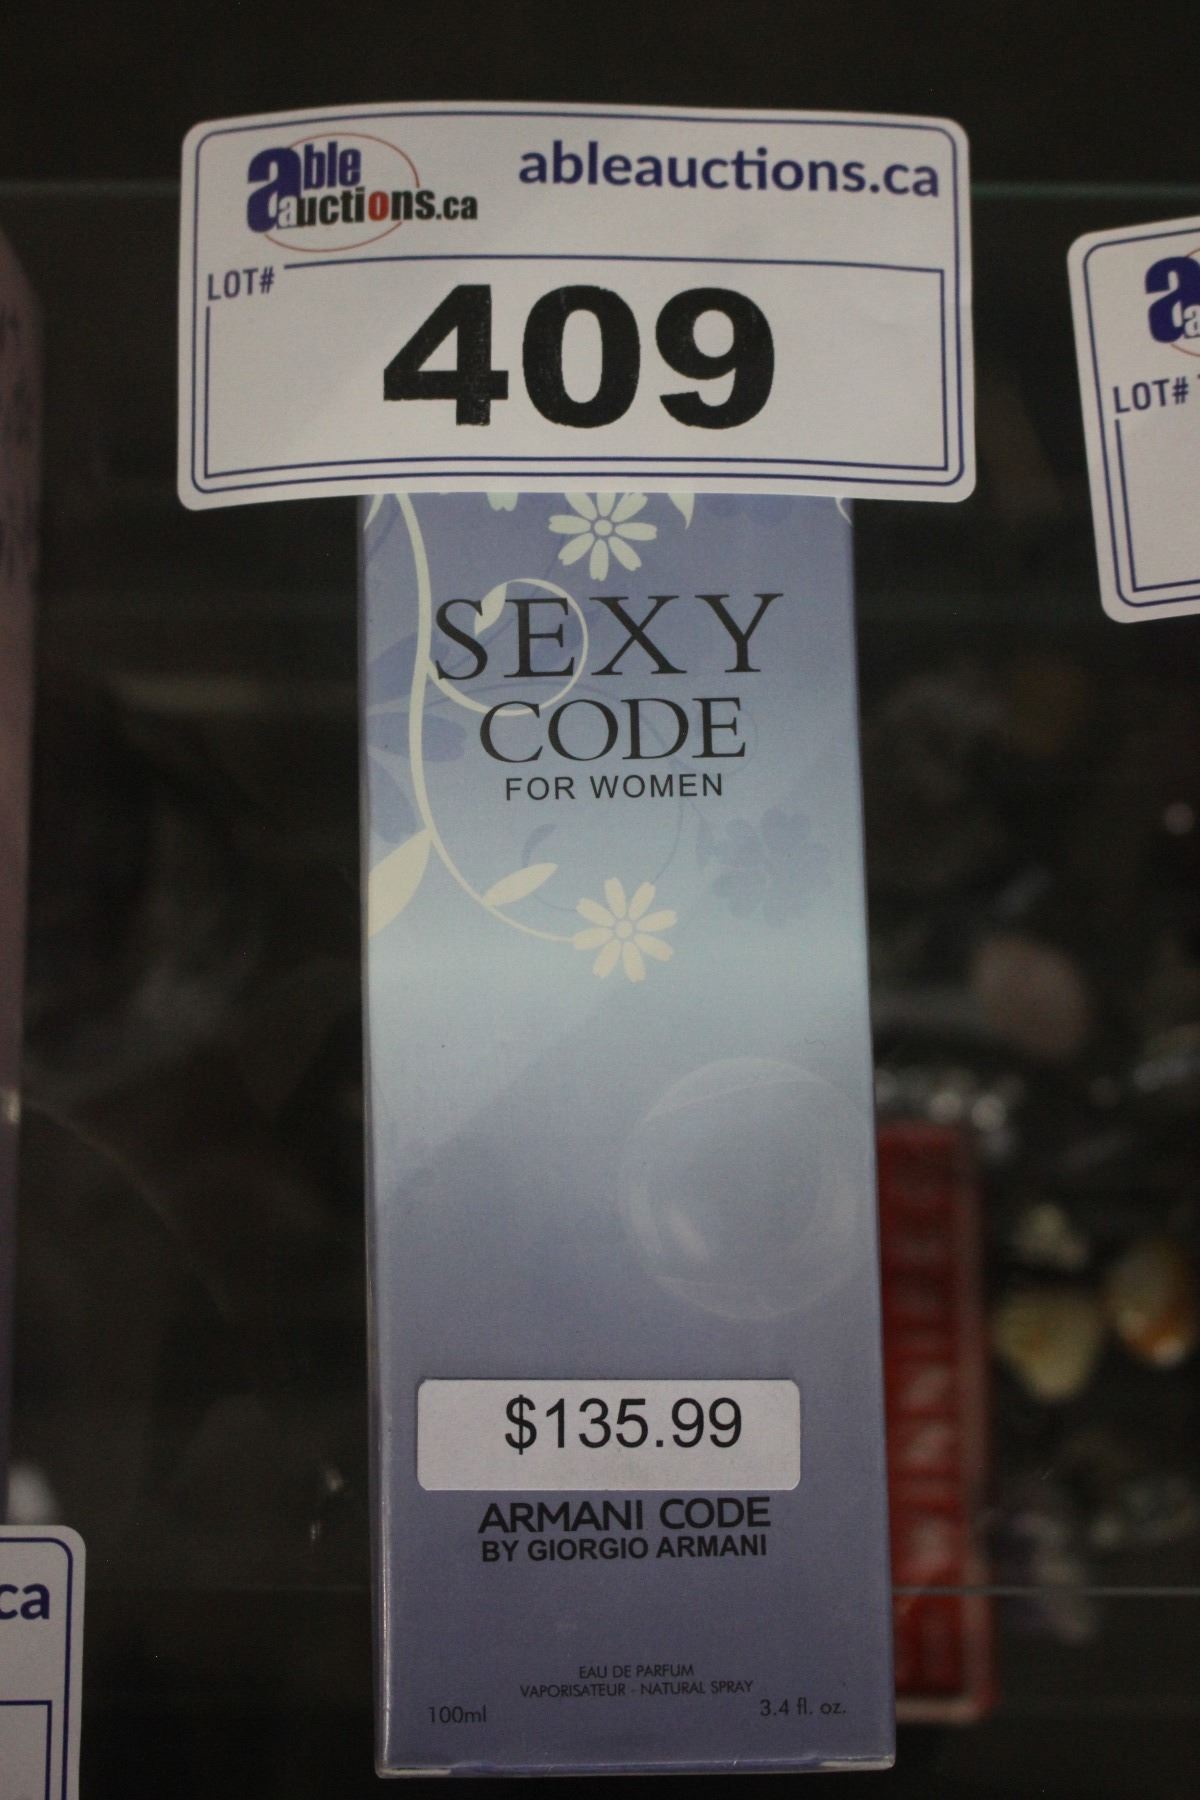 able auctions.ca
ableauctions.ca
LOT#
409
LOT#
SEXY
CODE
FOR WOMEN
$135.99
ARMANI CODE
BY GIORGIO ARMANI
ca
EAU DE PARFUM
VAPORISATEUR - NATURAL SPRAY
100ml
3.4 fl. oz.